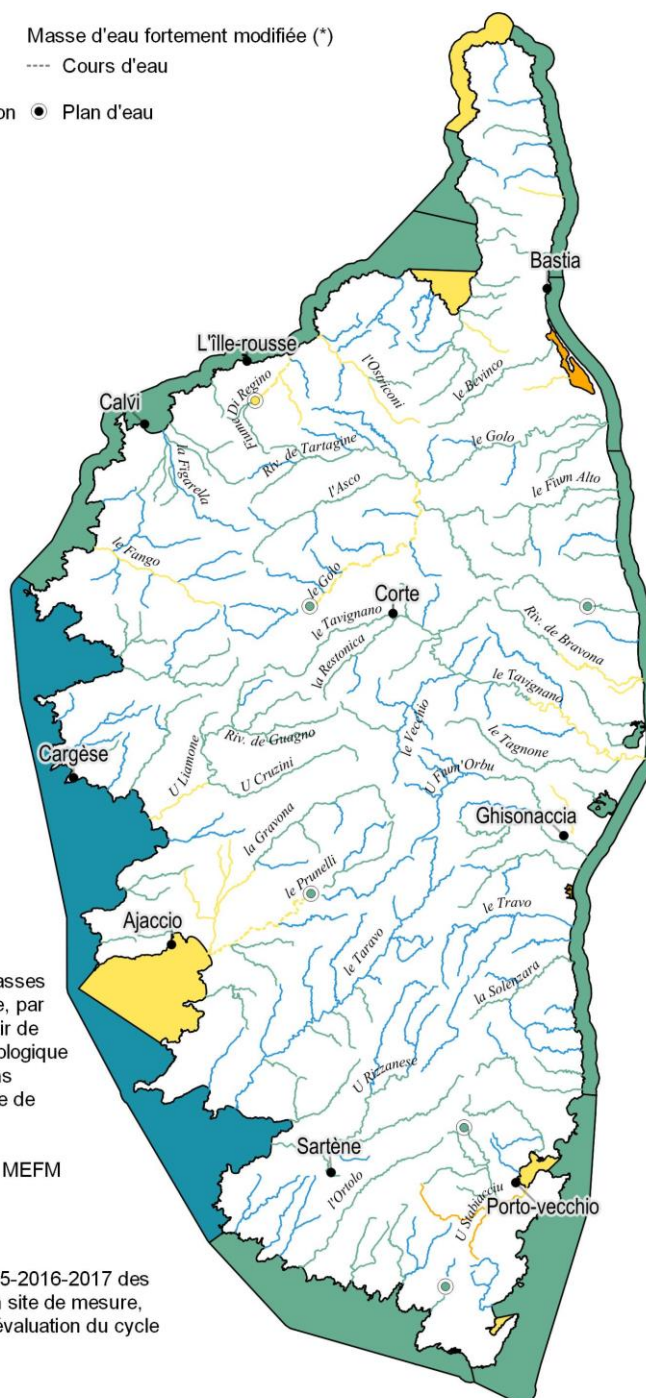 Masse d'eau fortement modifiée (*)
Cours d'eau
on
Plan d'eau
Bastia
L'île-rousse
Calvi
Fiume Di Regino
l'Ostriconi
le Bevinco
la Figarella
Riv. de Tartagine
le Golo
l'Asco
le Fium Alto
le Fango
le Golo
Corte
le Tavignano
la Restonica
Riv. de Bravona
le Tavignano
le Vecchio
le Tagnone
Riv. de Guagno
U Liamone
U Cruzini
U Fium'Orbu
Cargèse
la Gravona
Ghisonaccia
le Prunelli
Ajaccio
le Taravo
le Travo
la Solenzara
asses
e, par
ir de
ologique
ns
e de
U Rizzanese
MEFM
Sartène
l'Ortolo
U Stabiacciu
Porto-vecchio
5-2016-2017 des
n site de mesure,
évaluation du cycle